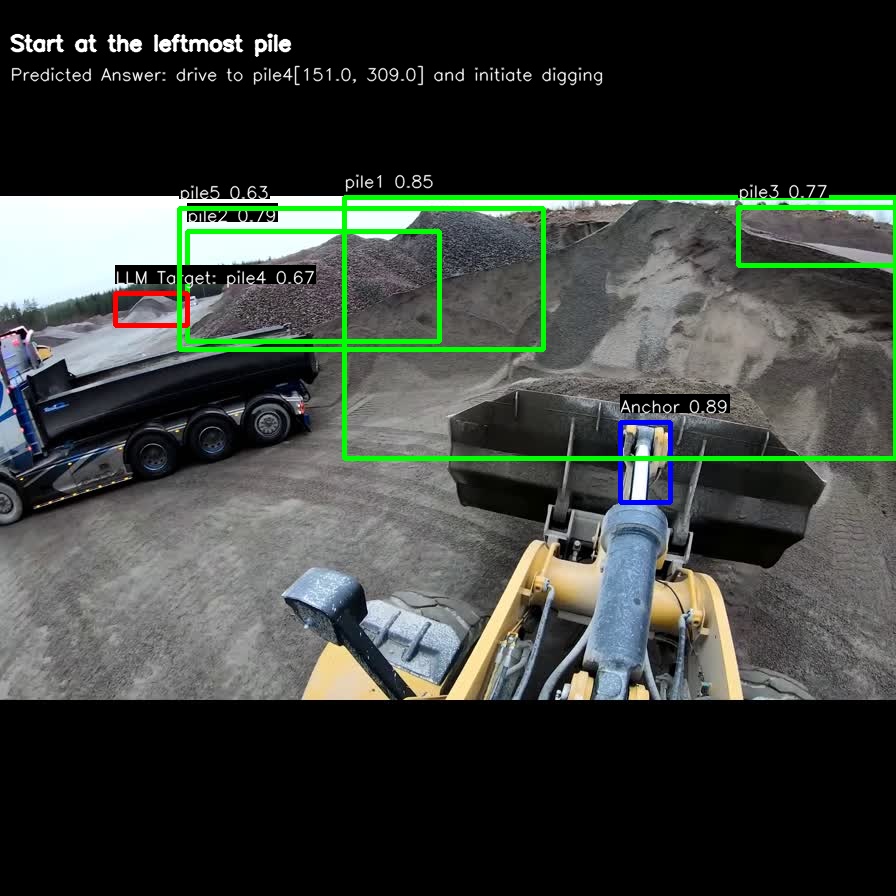 Start at the leftmost pile
Predicted Answer: drive to pile4[151.0, 309.0] and initiate digging
pile1 0.85
pile5 0.63
pile3 0.77
pile2 0.79
LLM Target: pile4 0.67
Anchor 0.89